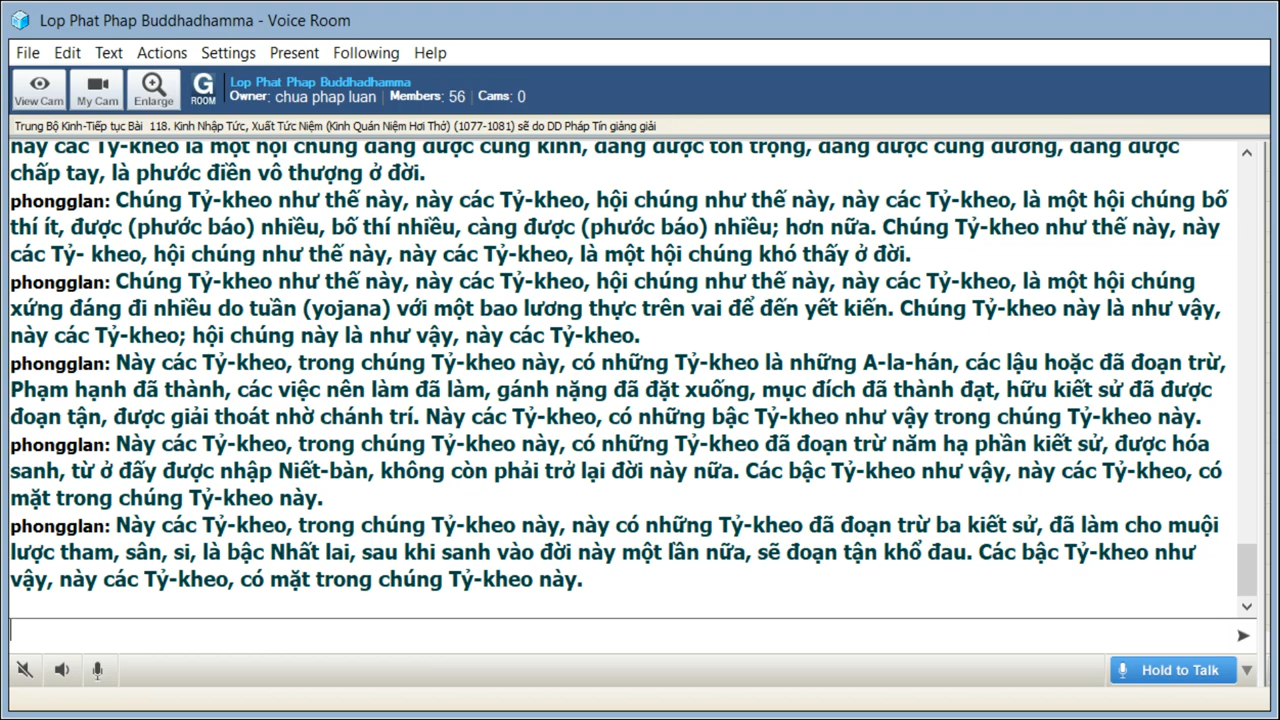 Lop Phat Phap Buddhadhamma - Voice Room
File Edit Text Actions Settings Present Following Help
View Cam My Cam Enlarge G ROOM
Lop Phat Phap Buddhadhamma
Owner: chua phap luan | Members: 56 | Cams: 0
Trung Bộ Kinh-Tiếp tục Bài 118. Kinh Nhập Tức, Xuất Tức Niệm (Kinh Quán Niệm Hơi Thở) (1077-1081) sẽ do DD Pháp Tín giảng giải
này các Tỷ-kheo là một hội chúng đáng được cung kính, đáng được tôn trọng, đáng được cúng dường, đáng được
chấp tay, là phước điền vô thượng ở đời.
phongglan: Chúng Tỷ-kheo như thế này, này các Tỷ-kheo, hội chúng như thế này, này các Tỷ-kheo, là một hội chúng bố
thí ít, được (phước báo) nhiều, bố thí nhiều, càng được (phước báo) nhiều; hơn nữa. Chúng Tỷ-kheo như thế này, này
các Tỷ- kheo, hội chúng như thế này, này các Tỷ-kheo, là một hội chúng khó thấy ở đời.
phongglan: Chúng Tỷ-kheo như thế này, này các Tỷ-kheo, hội chúng như thế này, này các Tỷ-kheo, là một hội chúng
xứng đáng đi nhiều do tuần (yojana) với một bao lương thực trên vai để đến yết kiến. Chúng Tỷ-kheo này là như vậy,
này các Tỷ-kheo; hội chúng này là như vậy, này các Tỷ-kheo.
phongglan: Này các Tỷ-kheo, trong chúng Tỷ-kheo này, có những Tỷ-kheo là những A-la-hán, các lậu hoặc đã đoạn trừ,
Phạm hạnh đã thành, các việc nên làm đã làm, gánh nặng đã đặt xuống, mục đích đã thành đạt, hữu kiết sử đã được
đoạn tận, được giải thoát nhờ chánh trí. Này các Tỷ-kheo, có những bậc Tỷ-kheo như vậy trong chúng Tỷ-kheo này.
phongglan: Này các Tỷ-kheo, trong chúng Tỷ-kheo này, có những Tỷ-kheo đã đoạn trừ năm hạ phần kiết sử, được hóa
sanh, từ ở đấy được nhập Niết-bàn, không còn phải trở lại đời này nữa. Các bậc Tỷ-kheo như vậy, này các Tỷ-kheo, có
mặt trong chúng Tỷ-kheo này.
phongglan: Này các Tỷ-kheo, trong chúng Tỷ-kheo này, này có những Tỷ-kheo đã đoạn trừ ba kiết sử, đã làm cho muội
lược tham, sân, si, là bậc Nhất lai, sau khi sanh vào đời này một lần nữa, sẽ đoạn tận khổ đau. Các bậc Tỷ-kheo như
vậy, này các Tỷ-kheo, có mặt trong chúng Tỷ-kheo này.
Hold to Talk